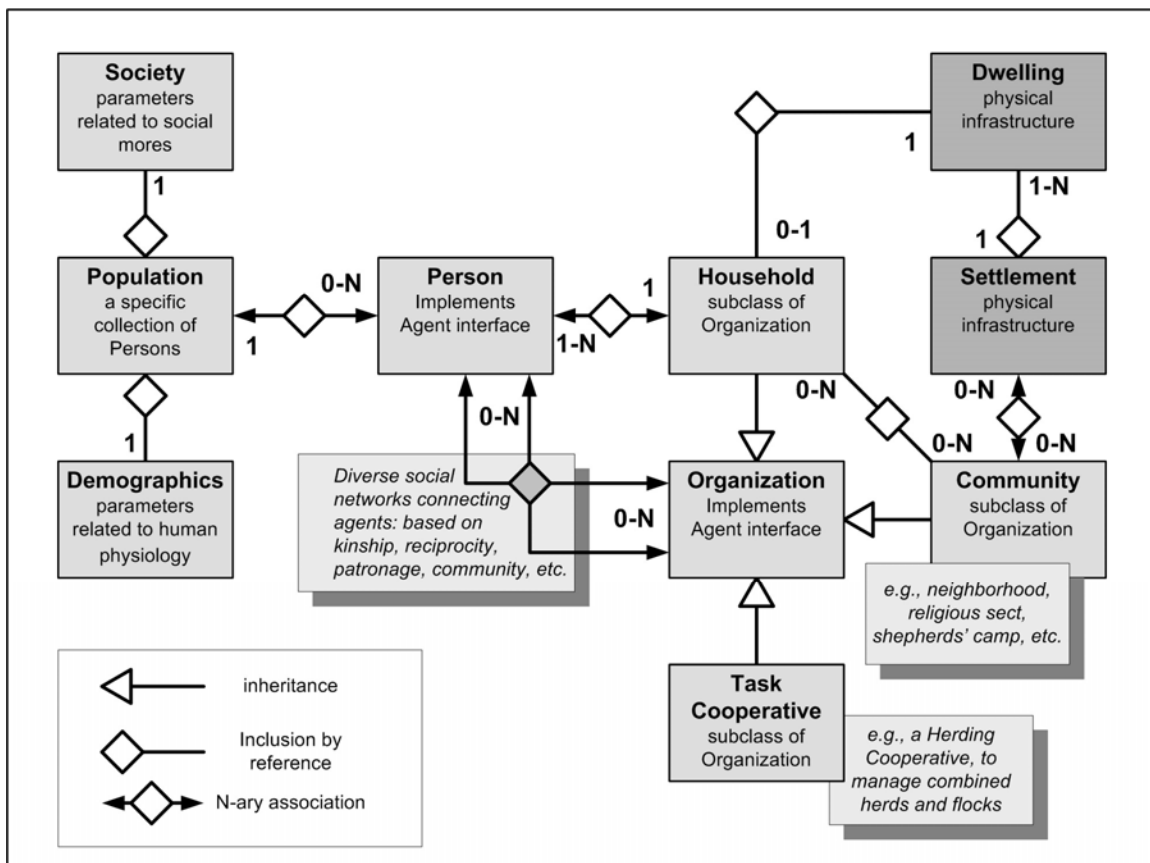 Society
parameters
related to social
mores
1
Population
a specific
collection of
Persons
1
0-N
1
Demographics
parameters
related to human
physiology
Person
Implements
Agent interface
1-N
1
0-N
Household
subclass of
Organization
0-1
1
Dwelling
physical
infrastructure
1-N
1
Settlement
physical
infrastructure
0-N
0-N
0-N
0-N
Diverse social
networks connecting
agents: based on
kinship, reciprocity,
patronage, community, etc.
0-N
Organization
Implements
Agent interface
Community
subclass of
Organization
e.g., neighborhood,
religious sect,
shepherds' camp, etc.
Task
Cooperative
subclass of
Organization
e.g., a Herding
Cooperative, to
manage combined
herds and flocks
inheritance
Inclusion by
reference
N-ary association